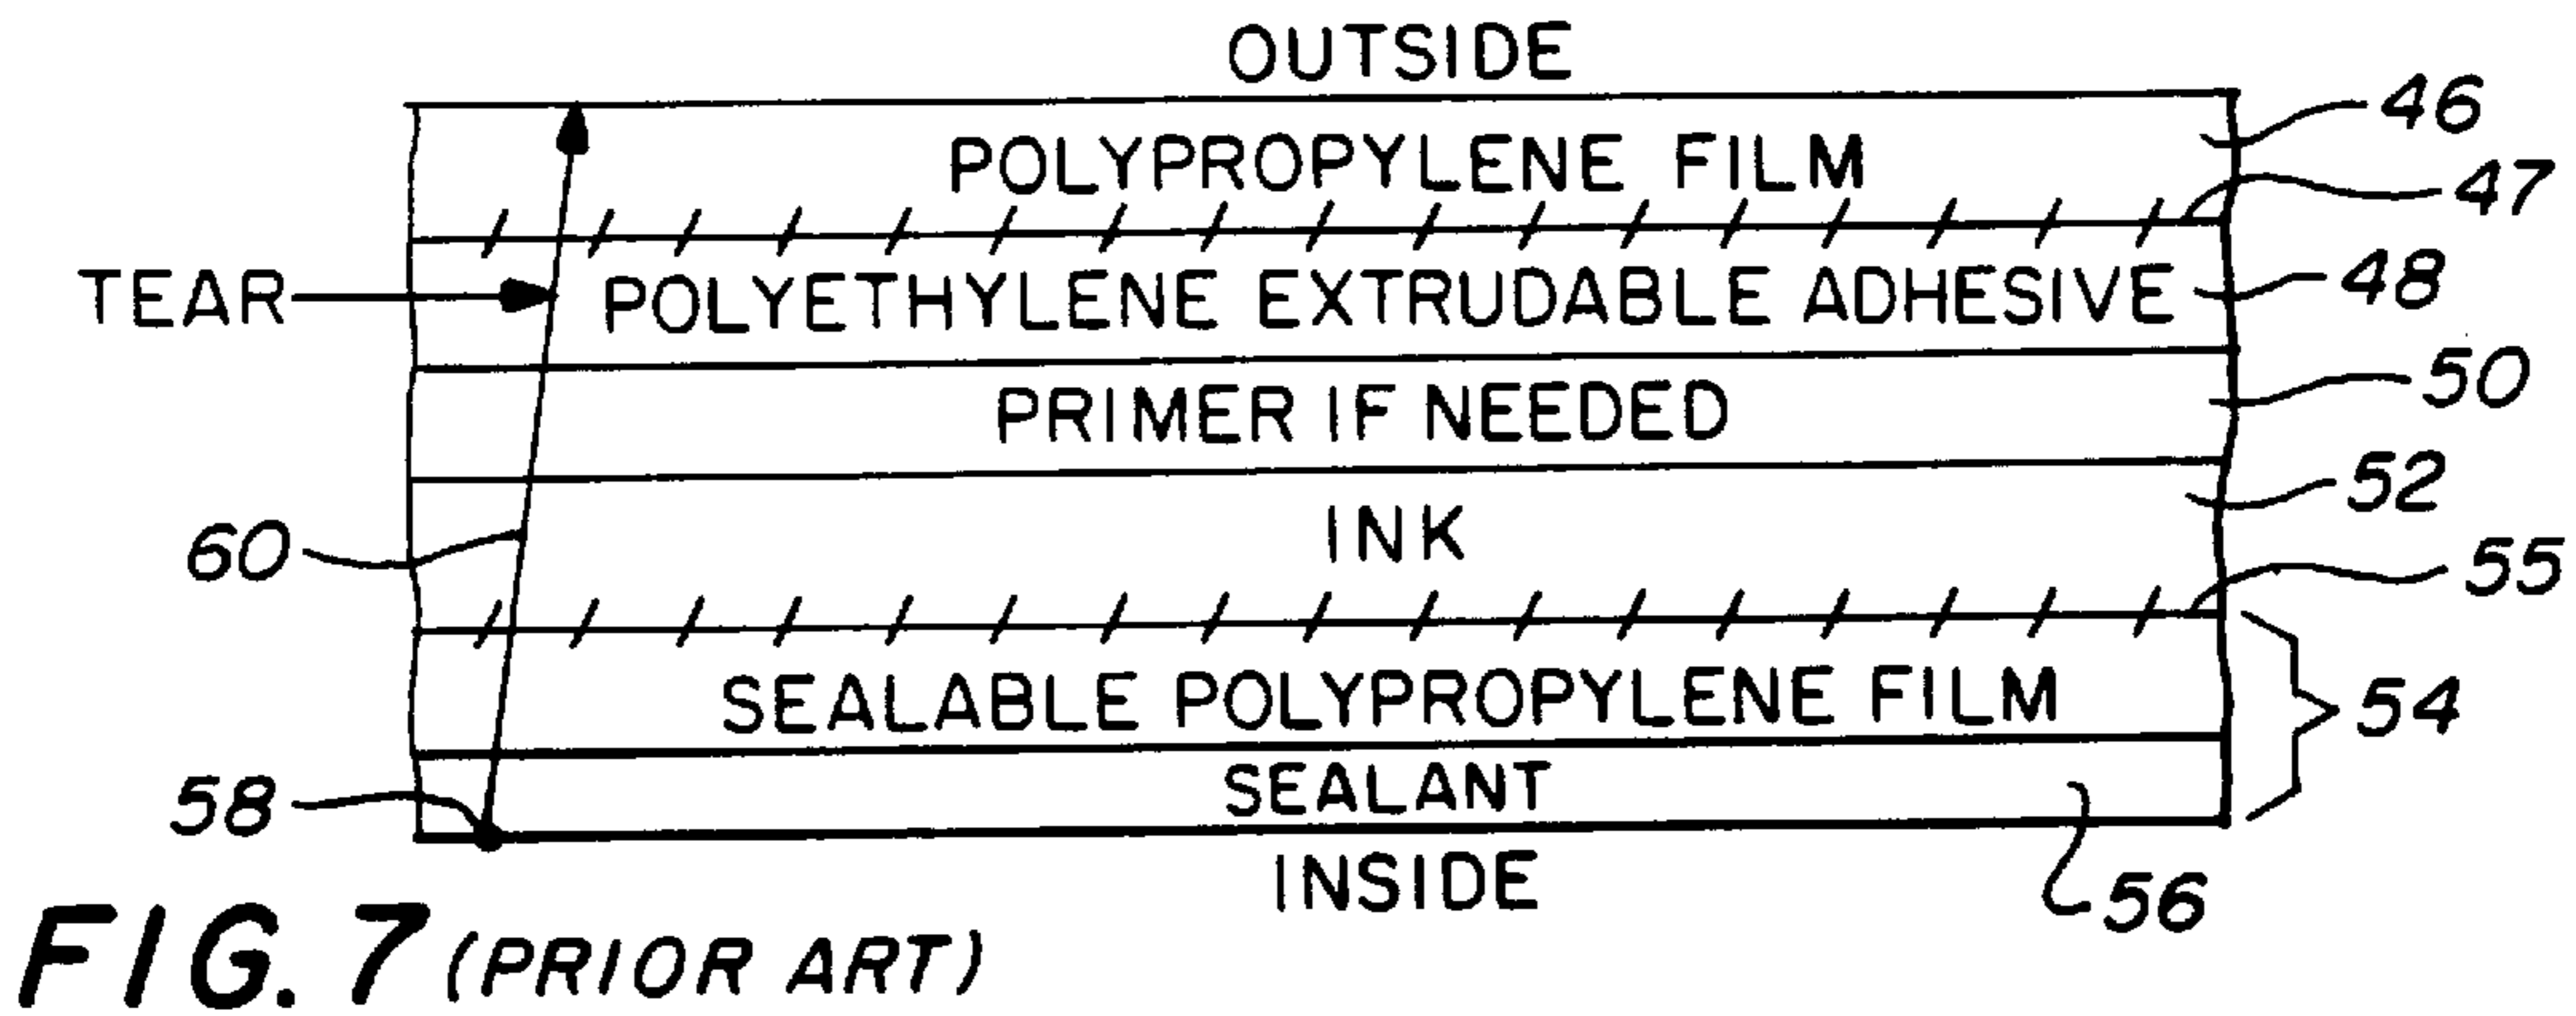 OUTSIDE
POLYPROPYLENE FILM
46
47
TEAR
POLYETHYLENE EXTRUDABLE ADHESIVE
48
PRIMER IF NEEDED
50
INK
52
60
55
SEALABLE POLYPROPYLENE FILM
54
SEALANT
58
INSIDE
56
FIG. 7 (PRIOR ART)